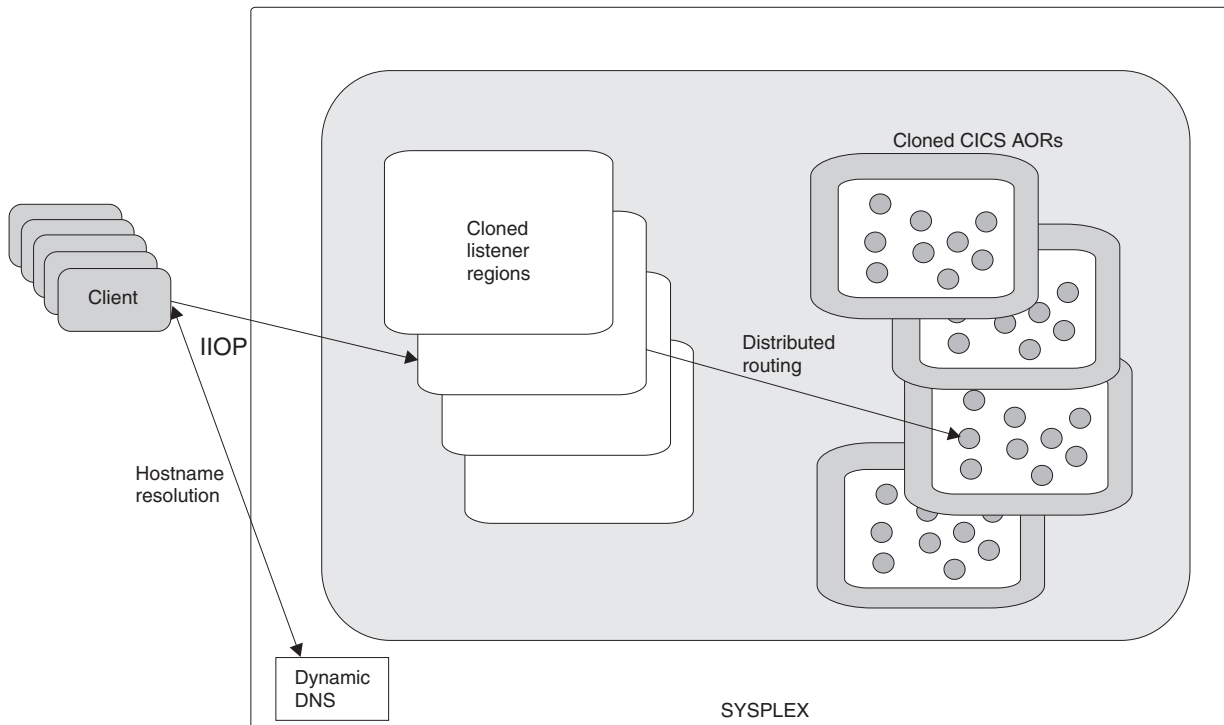 Cloned CICS AORs
Cloned
listener
regions
Client
IIOP
Distributed
routing
Hostname
resolution
Dynamic
DNS
SYSPLEX